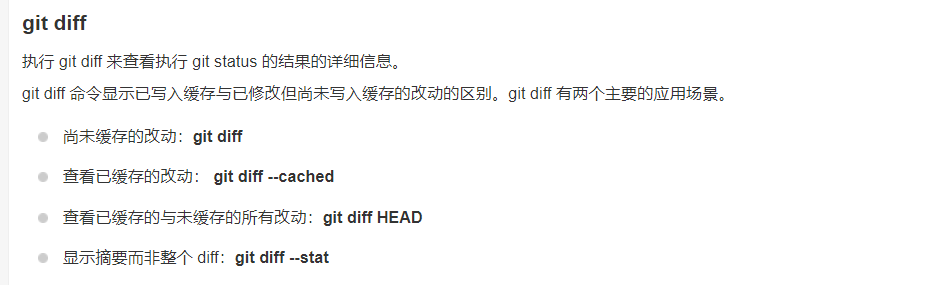 git diff
执行 git diff 来查看执行 git status 的结果的详细信息。
git diff 命令显示已写入缓存与已修改但尚未写入缓存的改动的区别。git diff 有两个主要的应用场景。
尚未缓存的改动：git diff
查看已缓存的改动： git diff --cached
查看已缓存的与未缓存的所有改动：git diff HEAD
显示摘要而非整个 diff：git diff --stat